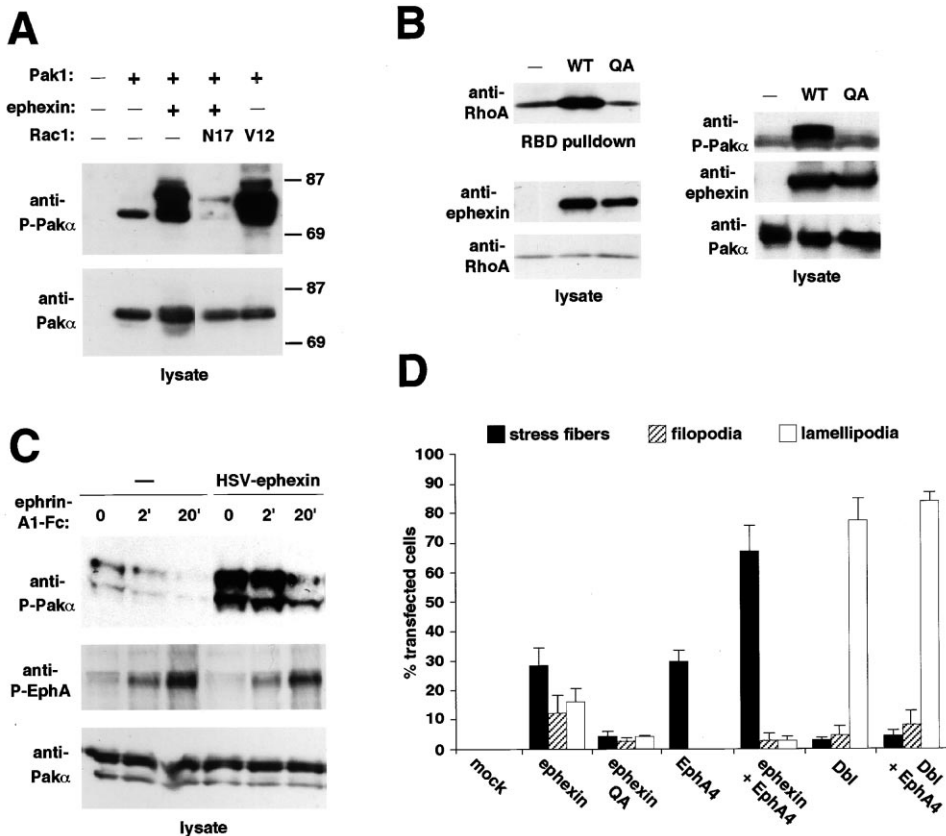 A
Pak1: — + + + +
ephexin: — — + + —
Rac1: — — — N17 V12
anti-
P-Pakα
87
69
anti-
Pakα
87
69
lysate
B
— WT QA
anti-
RhoA
RBD pulldown
anti-
ephexin
anti-
RhoA
lysate
— WT QA
anti-
P-Pakα
anti-
ephexin
anti-
Pakα
lysate
C
— HSV-ephexin
ephrin-
A1-Fc: 0 2' 20' 0 2' 20'
anti-
P-Pakα
anti-
P-EphA
anti-
Pakα
lysate
D
stress fibers filopodia lamellipodia
% transfected cells
100
90
80
70
60
50
40
30
20
10
0
mock
ephexin
ephexin
QA
EphA4
ephexin
+ EphA4
Dbl
Dbl
+ EphA4